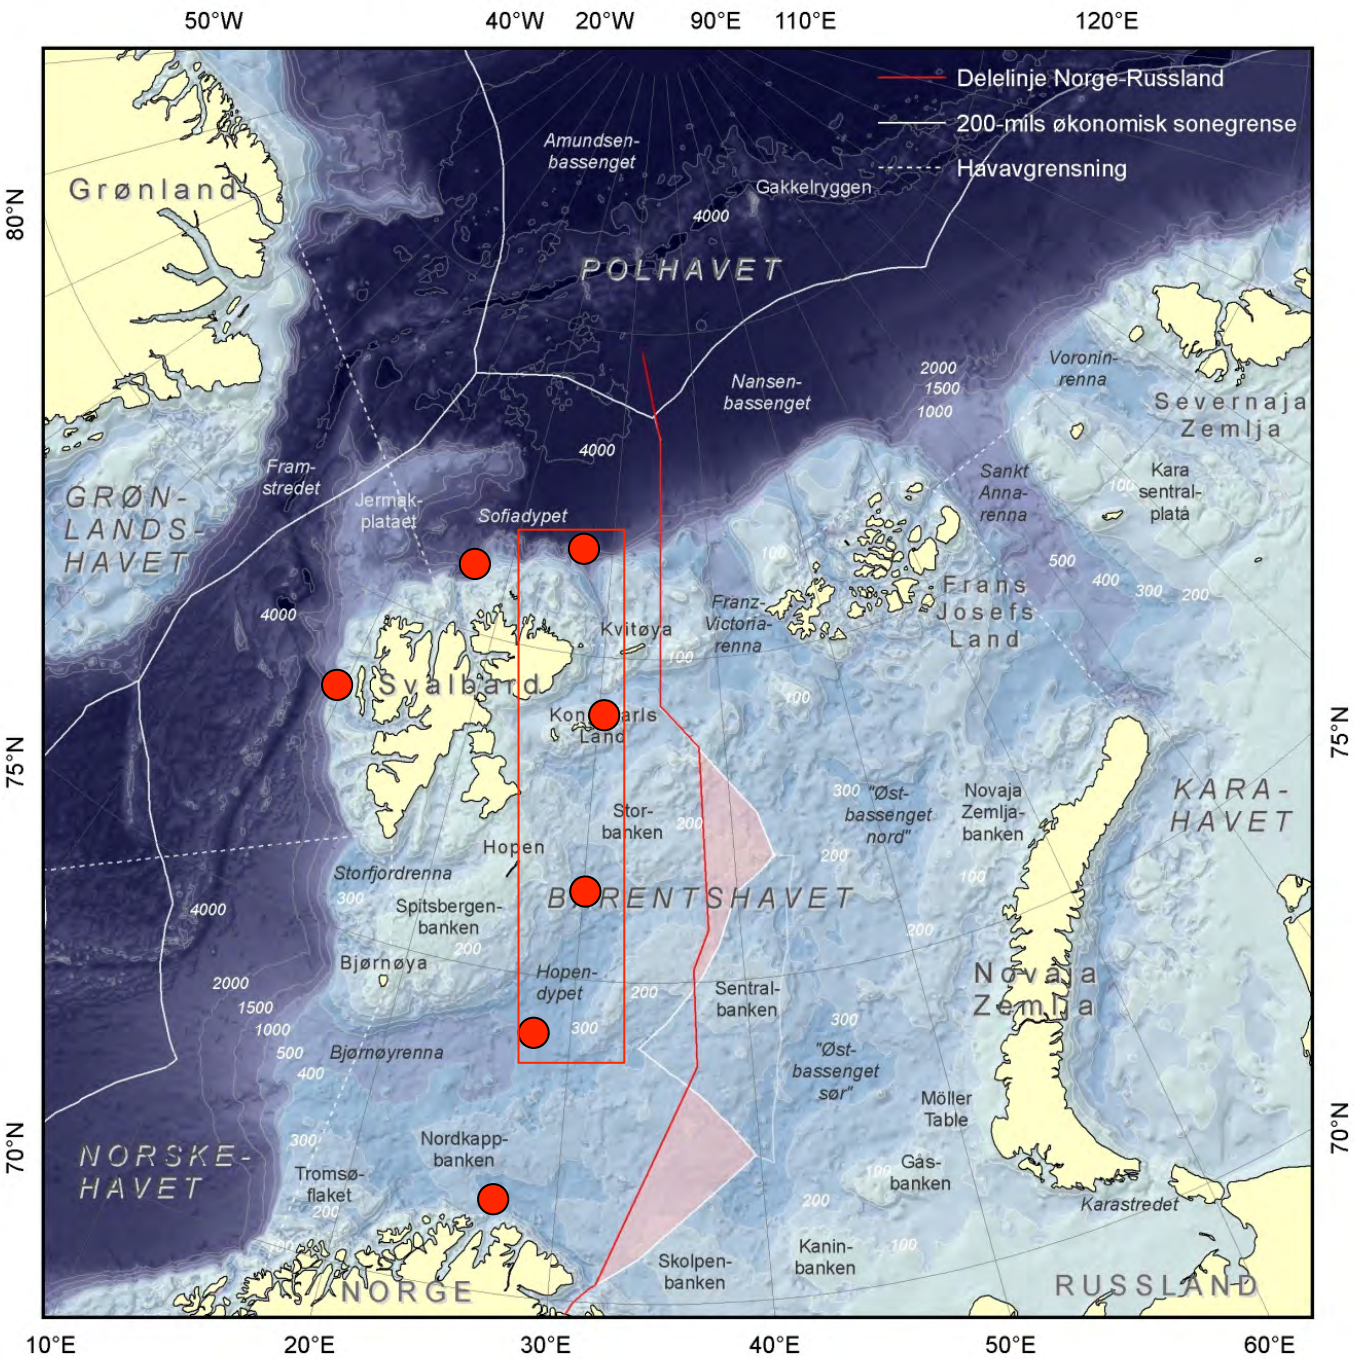 50°W
40°W
20°W
90°E
110°E
120°E
Delelinje Norge-Russland
200-mils økonomisk sonegrense
Havavgrensning
Amundsen-
bassenget
Gakkelryggen
4000
Grønland
80°N
POLHAVET
Nansen-
bassenget
2000
1500
1000
Voronin-
renna
Severnaja
Zemlja
4000
Fram-
stredet
Jermak-
platået
Sofiadypet
GRØN-
LANDS-
HAVET
Sankt
Anna-
renna
Kara
sentral-
plata
100
500
400
300
200
100
Frans
Josefs
Land
Franz-
Victoria-
renna
4000
Kvitøya
100
Svalbard
100
Land
75°N
75°N
Stor-
banken
200
300
"Øst-
bassenget
nord"
200
Novaja
Zemlja-
banken
100
KARA-
HAVET
Hopen
Storfjordrenna
300
4000
Spitsbergen-
banken
200
BARENTSHAVET
200
Bjørnøya
Hopen-
dypet
200
300
Sentral-
banken
Novaja
Zemlja
2000
1500
1000
500
400
Bjørnøyrenna
300
"Øst-
bassenget
sør"
Möller
Table
70°N
70°N
NORSKE-
HAVET
300
Nordkapp-
banken
Tromsø-
flaket
200
100
Gås-
banken
200
Karastredet
Skolpen-
banken
Kanin-
banken
100
NORGE
RUSSLAND
10°E
20°E
30°E
40°E
50°E
60°E